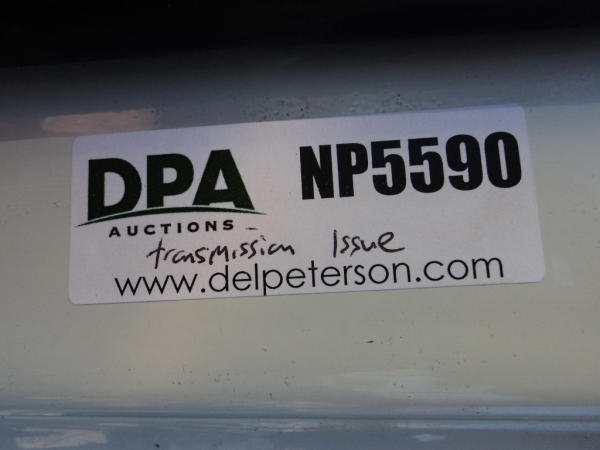 DPA NP5590
AUCTIONS
transmission Issue
www.delpeterson.com